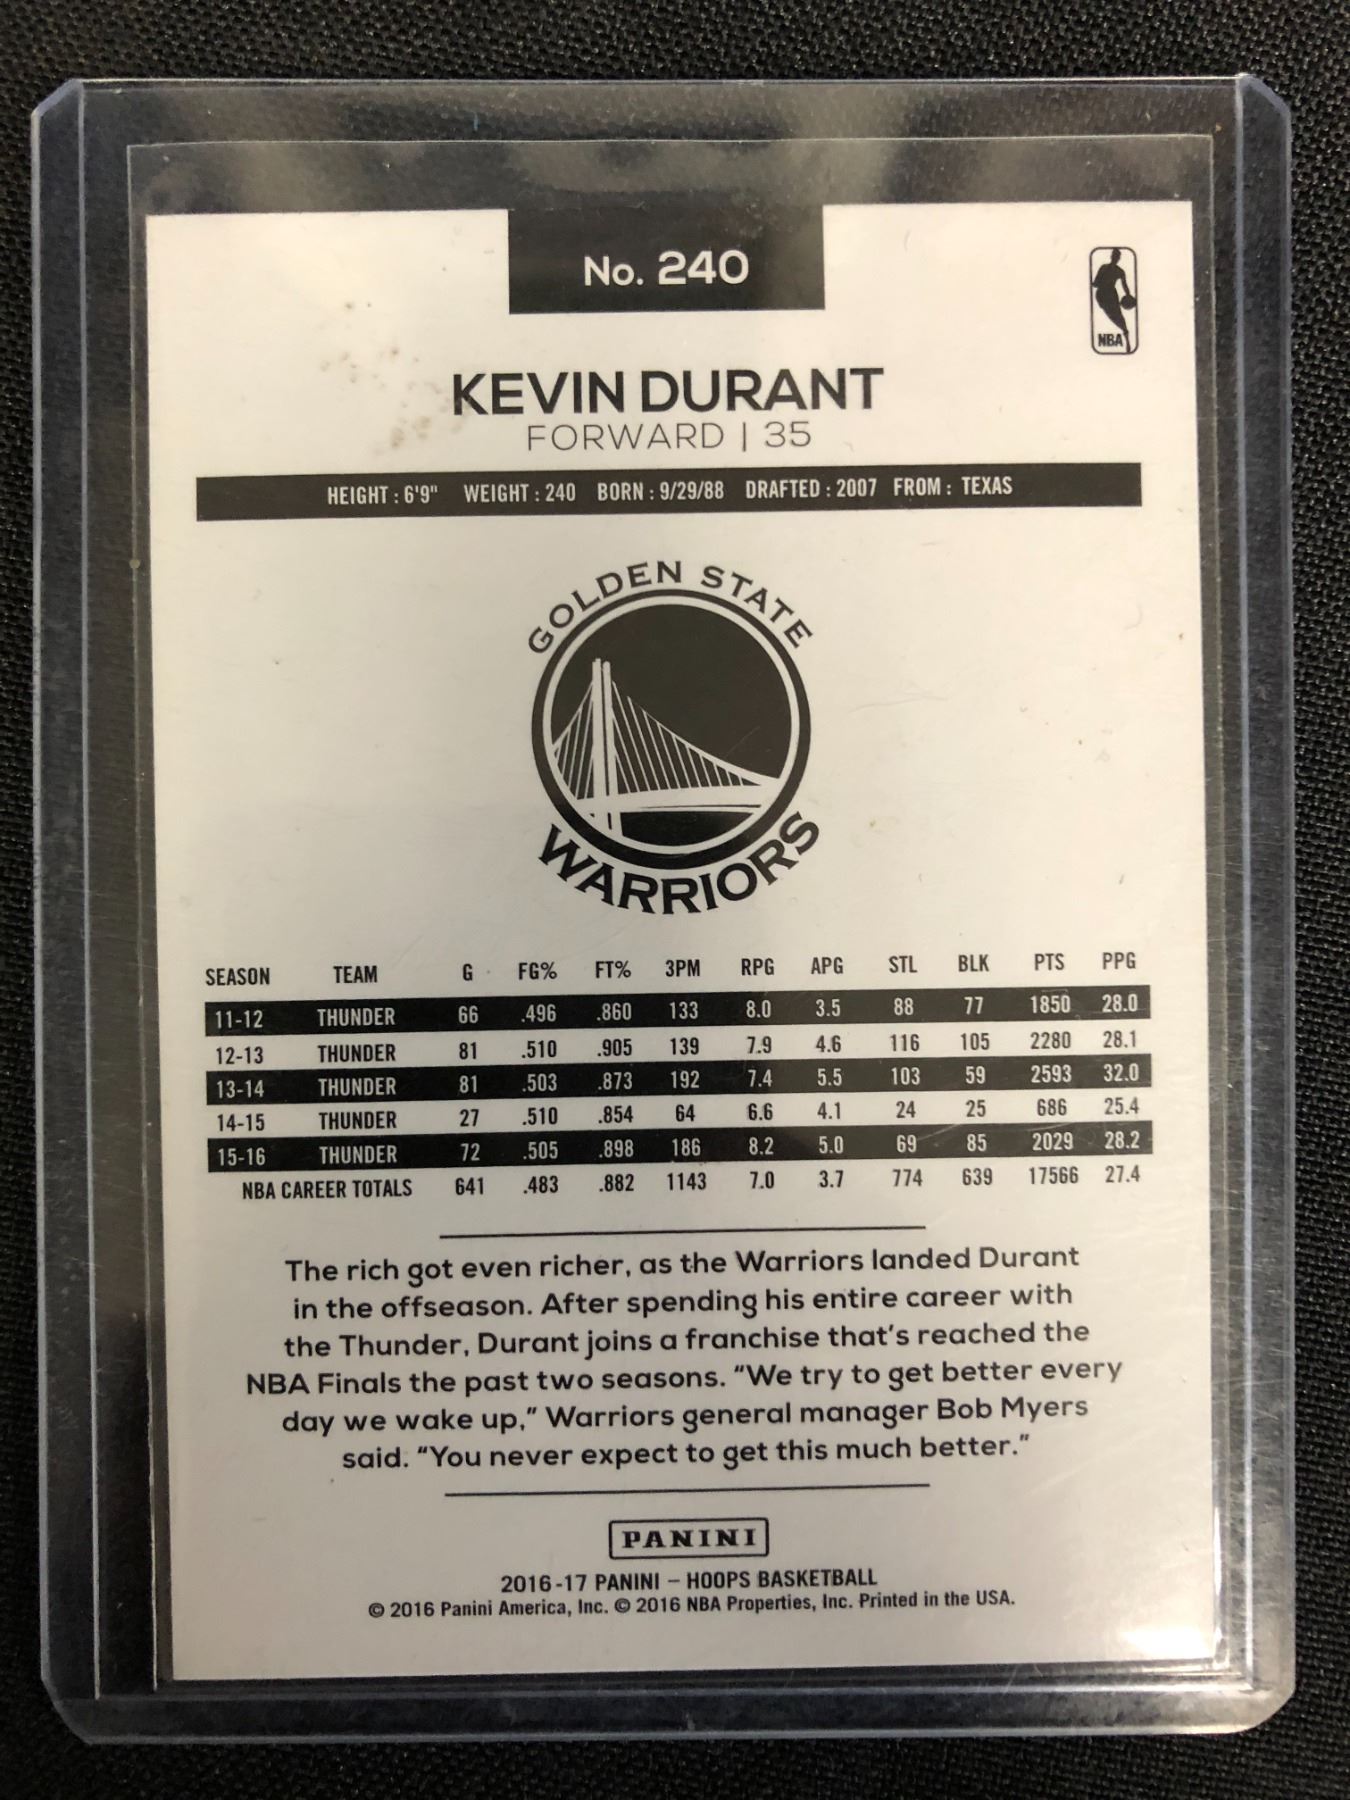 No. 240
NBA
KEVIN DURANT
FORWARD | 35
HEIGHT : 6'9" WEIGHT : 240 BORN : 9/29/88 DRAFTED : 2007 FROM : TEXAS
GOLDEN STATE
WARRIORS
SEASON TEAM G FG% FT% 3PM RPG APG STL BLK PTS PPG
11-12 THUNDER 66 .496 .860 133 8.0 3.5 88 77 1850 28.0
12-13 THUNDER 81 .510 .905 139 7.9 4.6 116 105 2280 28.1
13-14 THUNDER 81 .503 .873 192 7.4 5.5 103 59 2593 32.0
14-15 THUNDER 27 .510 .854 64 6.6 4.1 24 25 686 25.4
15-16 THUNDER 72 .505 .898 186 8.2 5.0 69 85 2029 28.2
NBA CAREER TOTALS 641 .483 .882 1143 7.0 3.7 774 639 17566 27.4
The rich got even richer, as the Warriors landed Durant
in the offseason. After spending his entire career with
the Thunder, Durant joins a franchise that's reached the
NBA Finals the past two seasons. "We try to get better every
day we wake up," Warriors general manager Bob Myers
said. "You never expect to get this much better."
PANINI
2016-17 PANINI – HOOPS BASKETBALL
© 2016 Panini America, Inc. © 2016 NBA Properties, Inc. Printed in the USA.